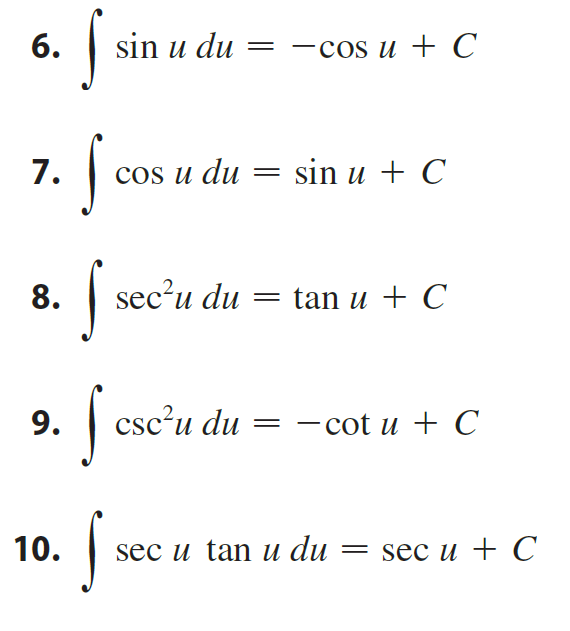 6. ∫ sin u du = −cos u + C
7. ∫ cos u du = sin u + C
8. ∫ sec²u du = tan u + C
9. ∫ csc²u du = −cot u + C
10. ∫ sec u tan u du = sec u + C